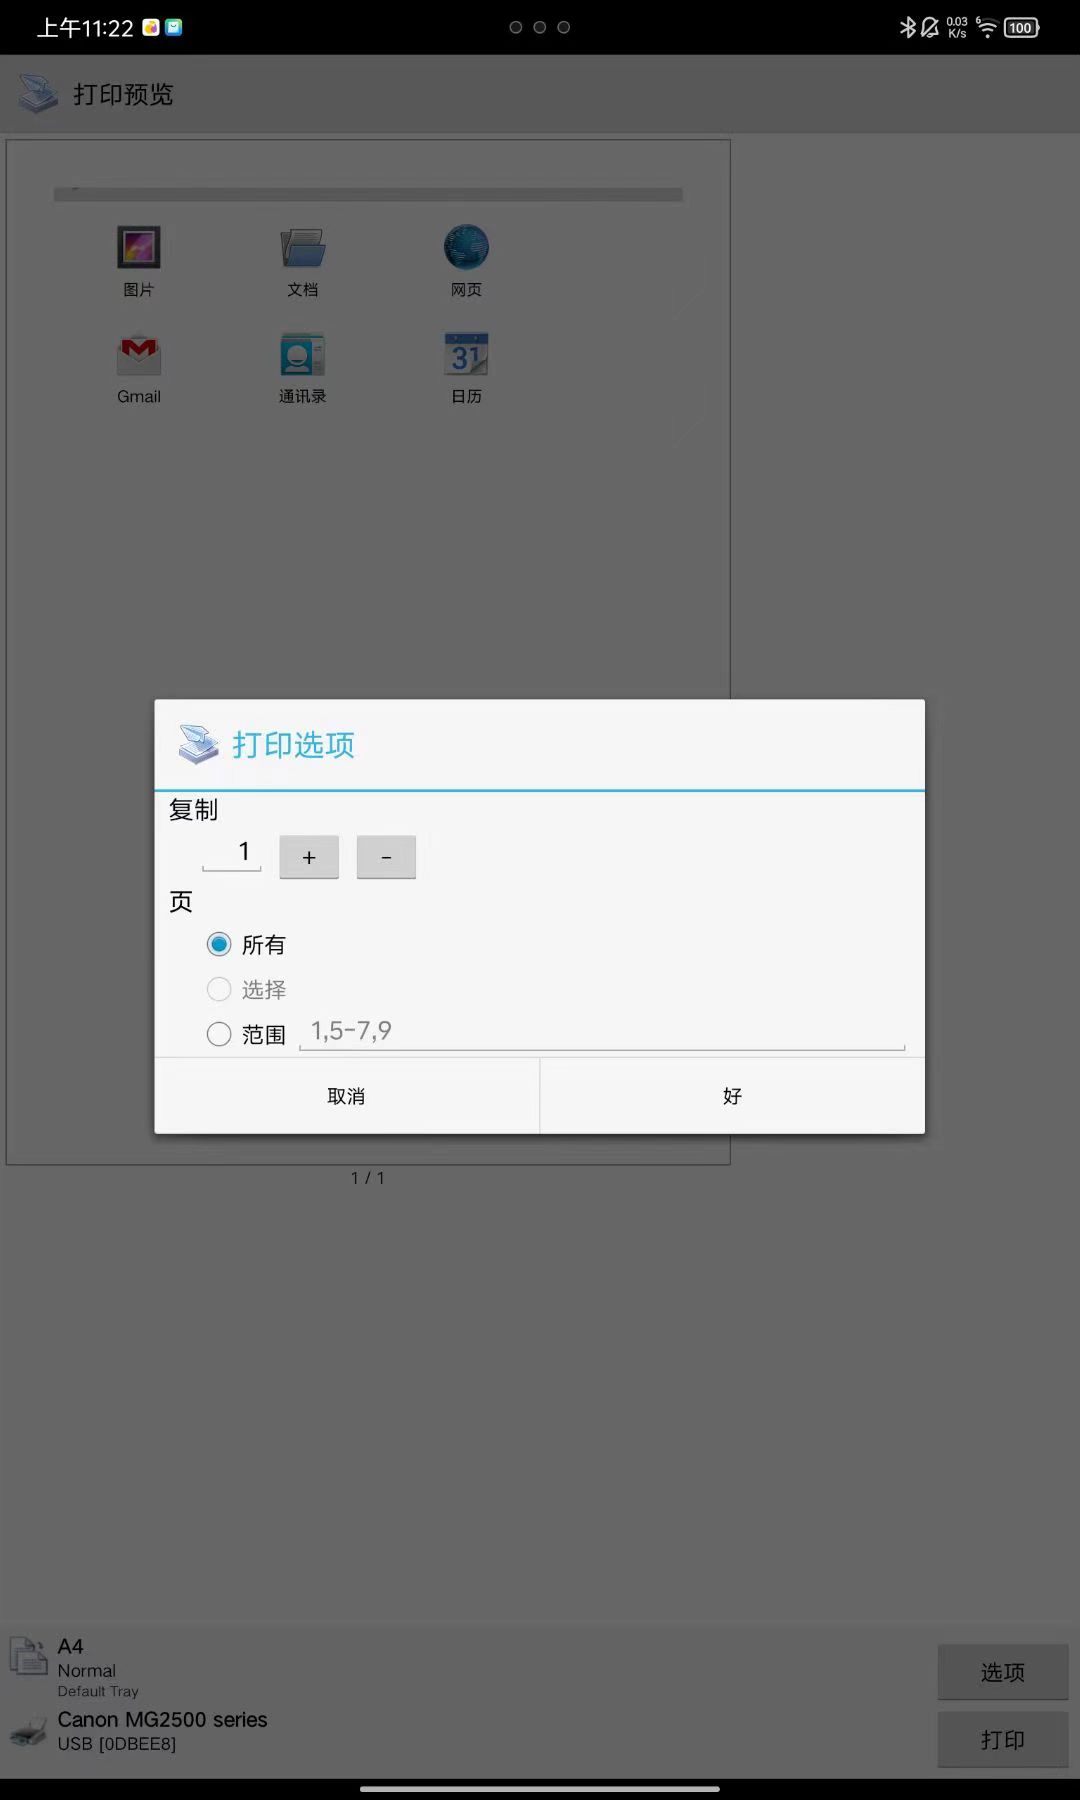 上午11:22
0.03
K/s
6
100
打印预览
图片 文档 网页
31
Gmail 通讯录 日历
打印选项
复制
1 + -
页
所有
选择
范围 1,5-7,9
取消 好
1 / 1
A4
Normal
Default Tray
选项
Canon MG2500 series
USB [0DBEE8]
打印